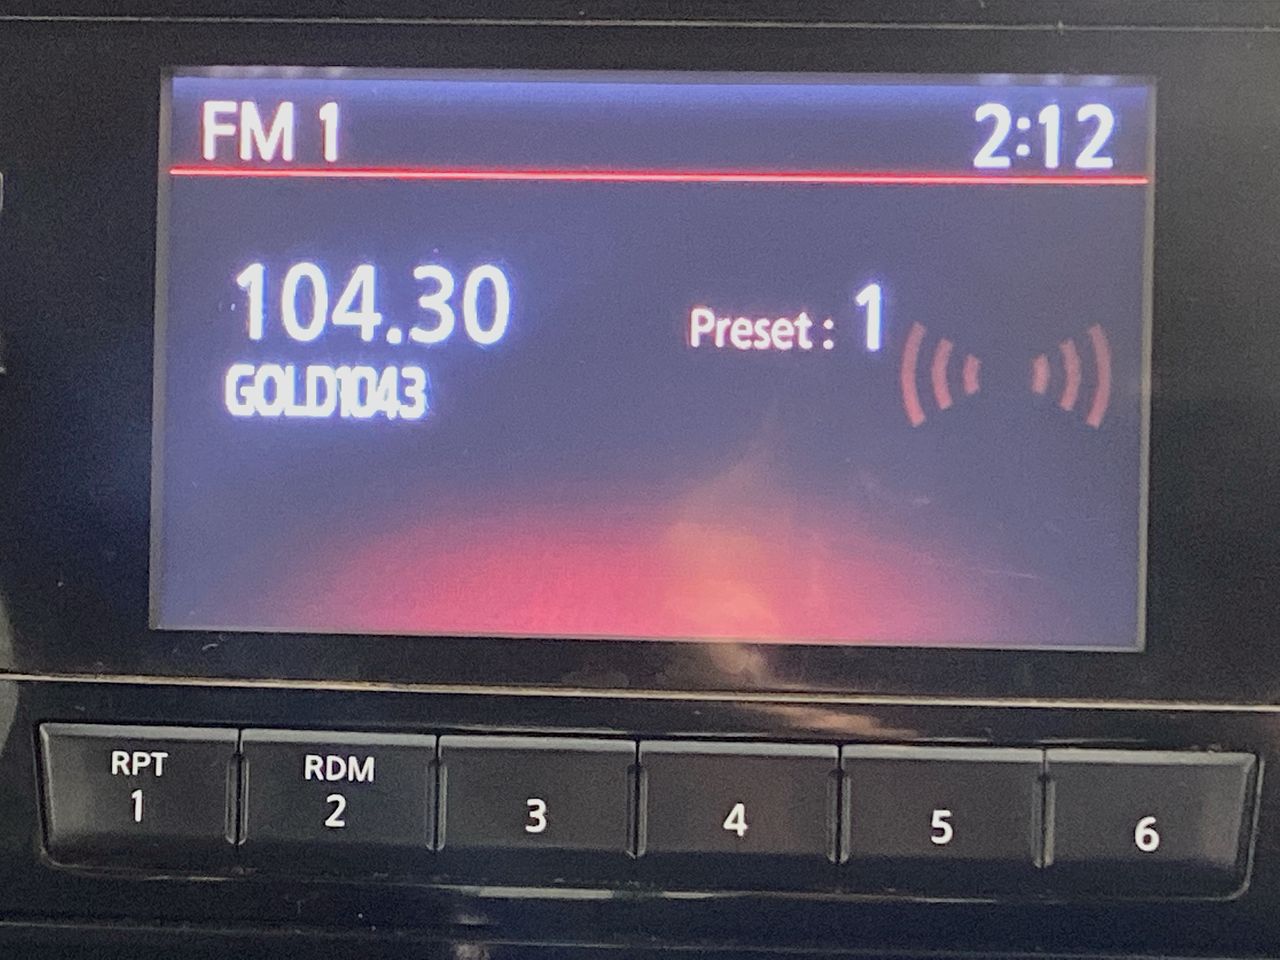 FM 1 2:12
104.30 Preset : 1
GOLD1043
RPT RDM
1 2 3 4 5 6